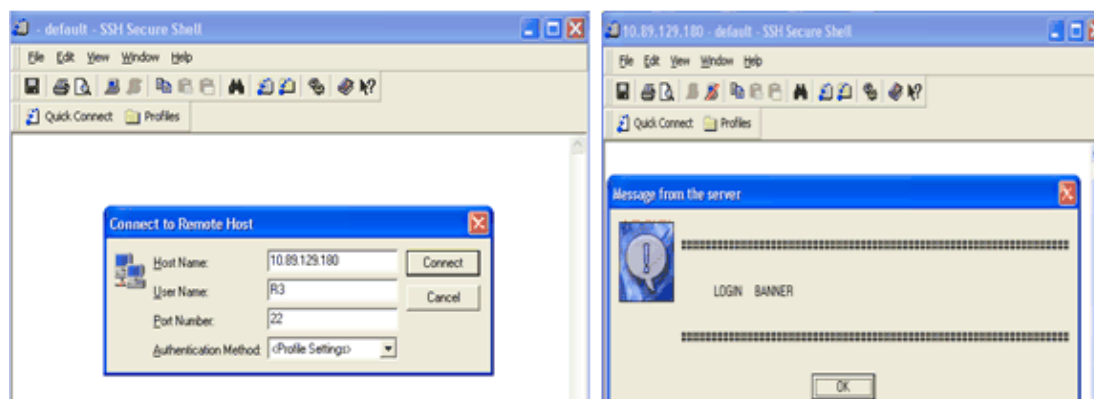 - default - SSH Secure Shell
File Edit View Window Help
Quick Connect Profiles
Connect to Remote Host
Host Name: 10.89.129.180 Connect
User Name: R3 Cancel
Port Number: 22
Authentication Method: <Profile Settings>
10.89.129.180 - default - SSH Secure Shell
File Edit View Window Help
Quick Connect Profiles
Message from the server
LOGIN BANNER
OK